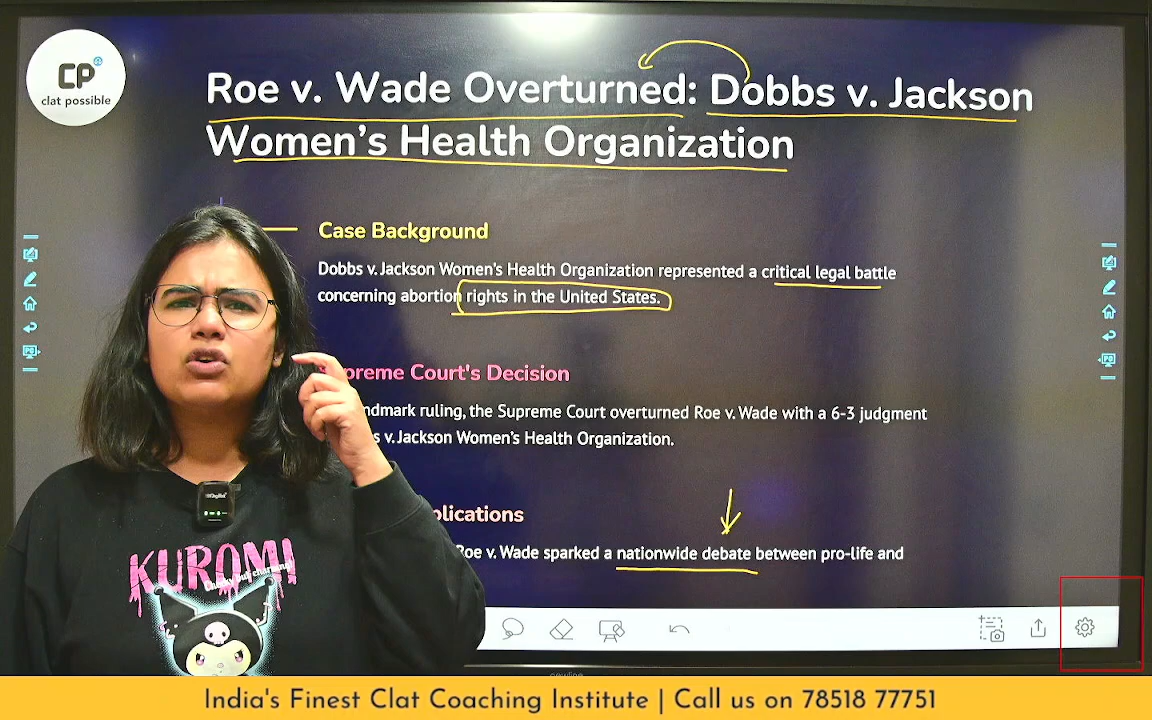 CP
clat possible
Roe v. Wade Overturned: Dobbs v. Jackson
Women's Health Organization
Case Background
Dobbs v. Jackson Women's Health Organization represented a critical legal battle
concerning abortion rights in the United States.
preme Court's Decision
ndmark ruling, the Supreme Court overturned Roe v. Wade with a 6-3 judgment
s v. Jackson Women's Health Organization.
plications
Roe v. Wade sparked a nationwide debate between pro-life and
KUROMI
India's Finest Clat Coaching Institute | Call us on 78518 77751